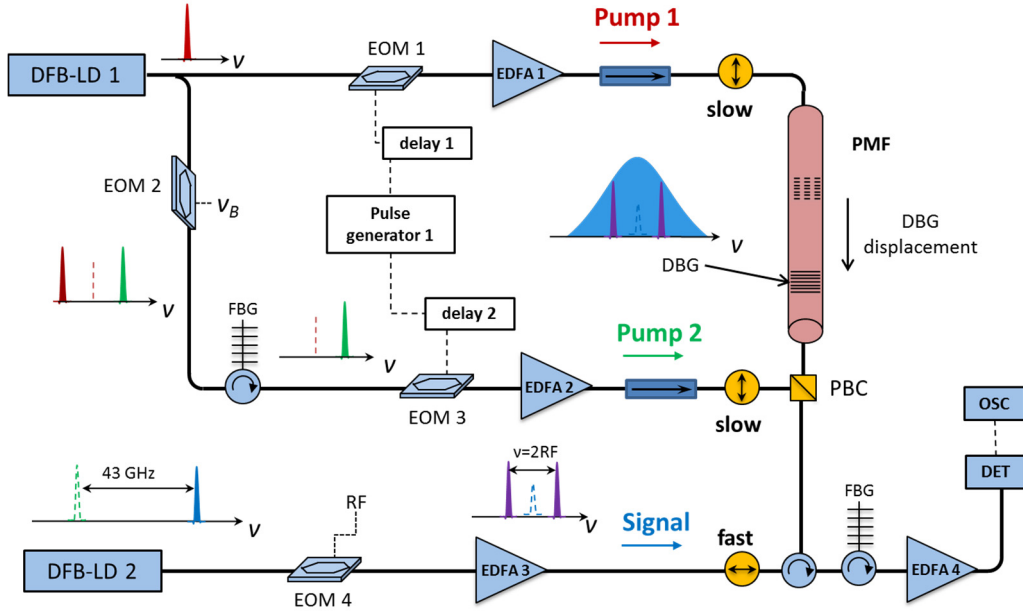 Pump 1
EOM 1
ν
DFB-LD 1
EDFA 1
slow
delay 1
PMF
EOM 2
νB
Pulse
generator 1
DBG
displacement
ν
DBG
FBG
delay 2
Pump 2
ν
ν
EDFA 2
PBC
EOM 3
slow
OSC
43 GHz
ν=2RF
DET
RF
FBG
ν
ν
Signal
fast
DFB-LD 2
EDFA 3
EDFA 4
EOM 4